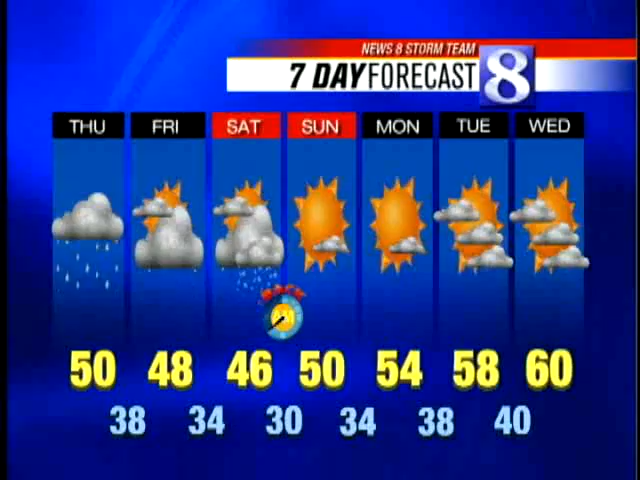 NEWS 8 STORM TEAM
7 DAY FORECAST 8
THU FRI SAT SUN MON TUE WED
50 48 46 50 54 58 60
38 34 30 34 38 40